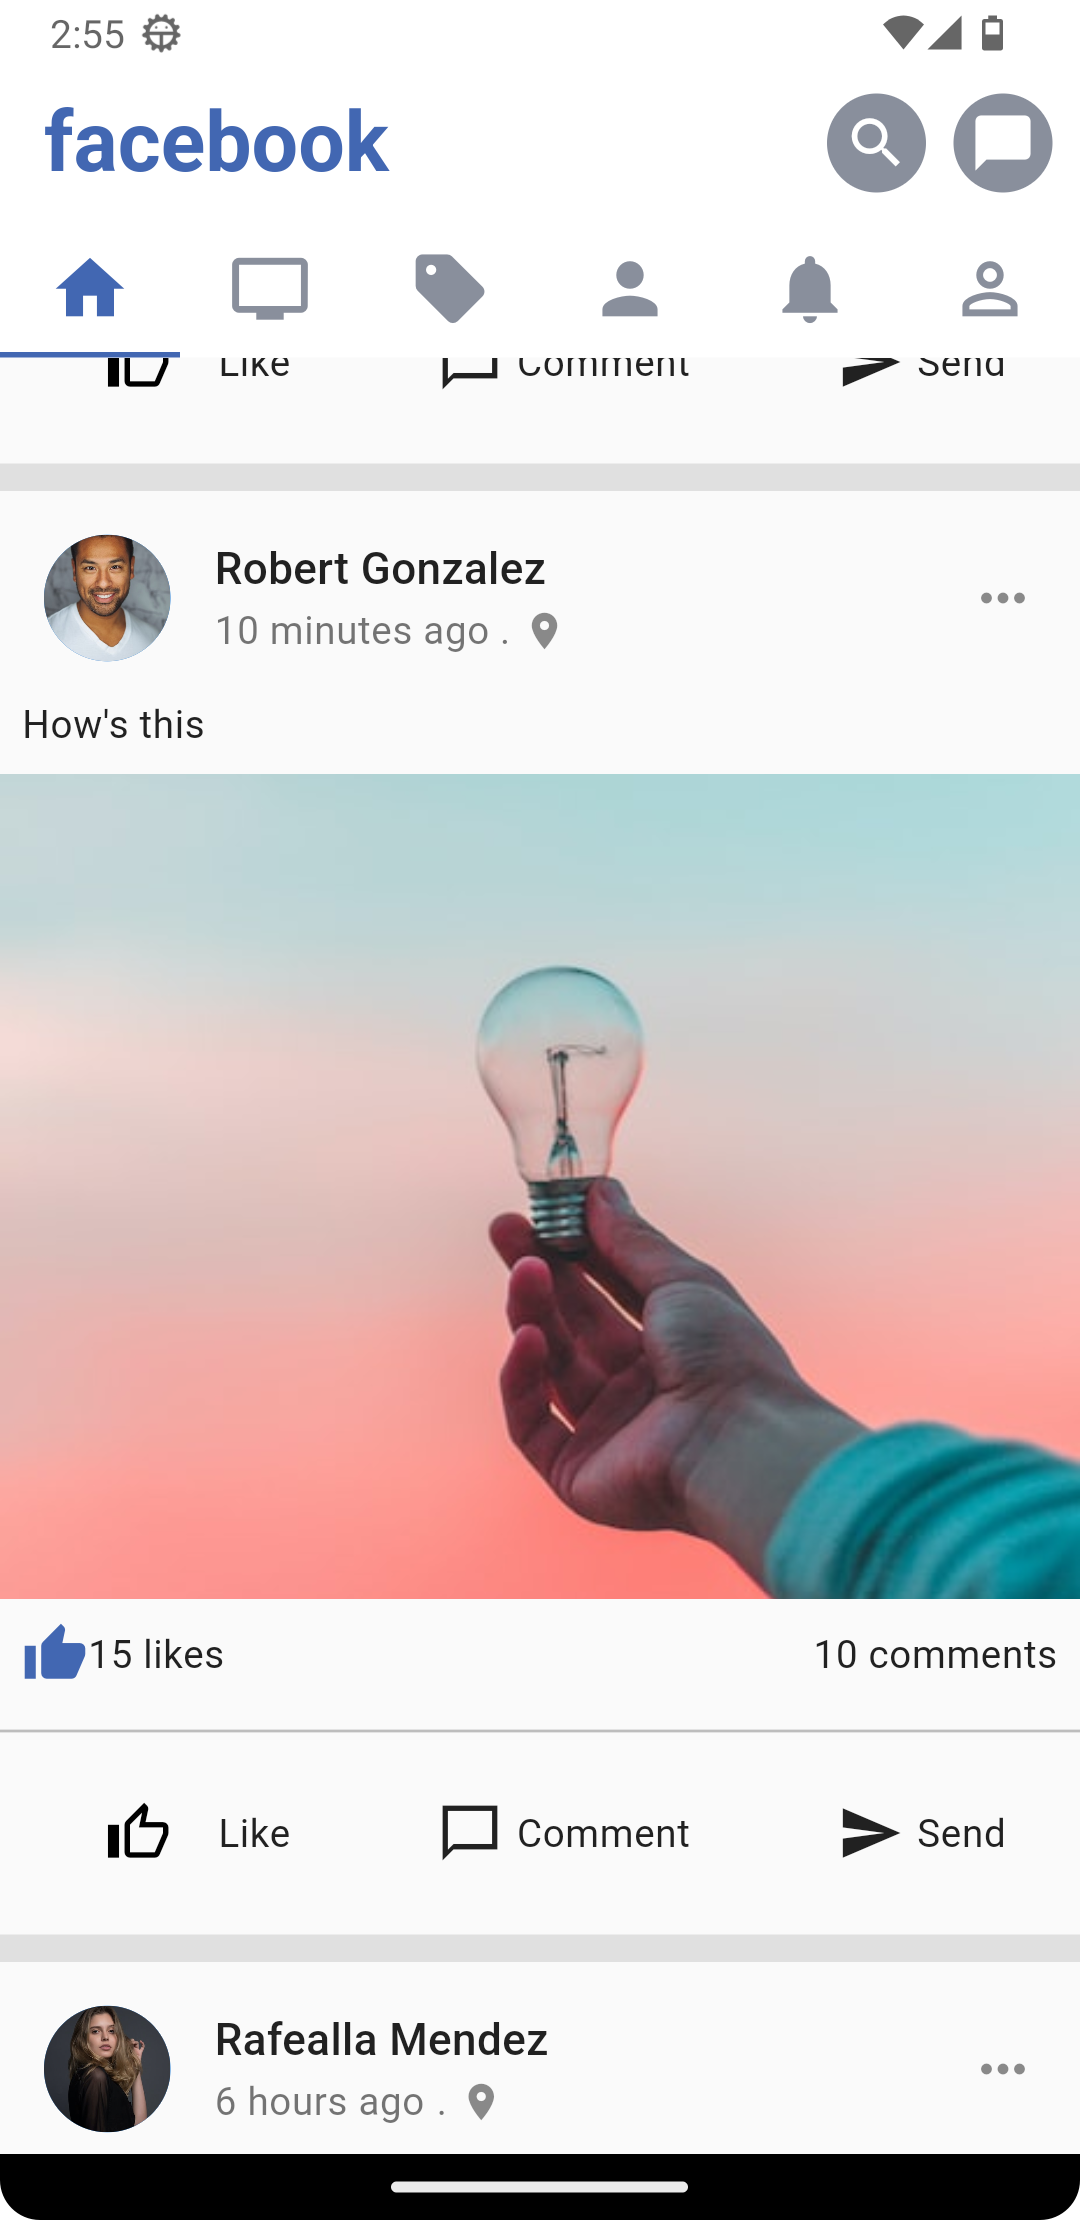 2:55
facebook
Like Comment Send
Robert Gonzalez
10 minutes ago .
How's this
15 likes 10 comments
Like Comment Send
Rafealla Mendez
6 hours ago .